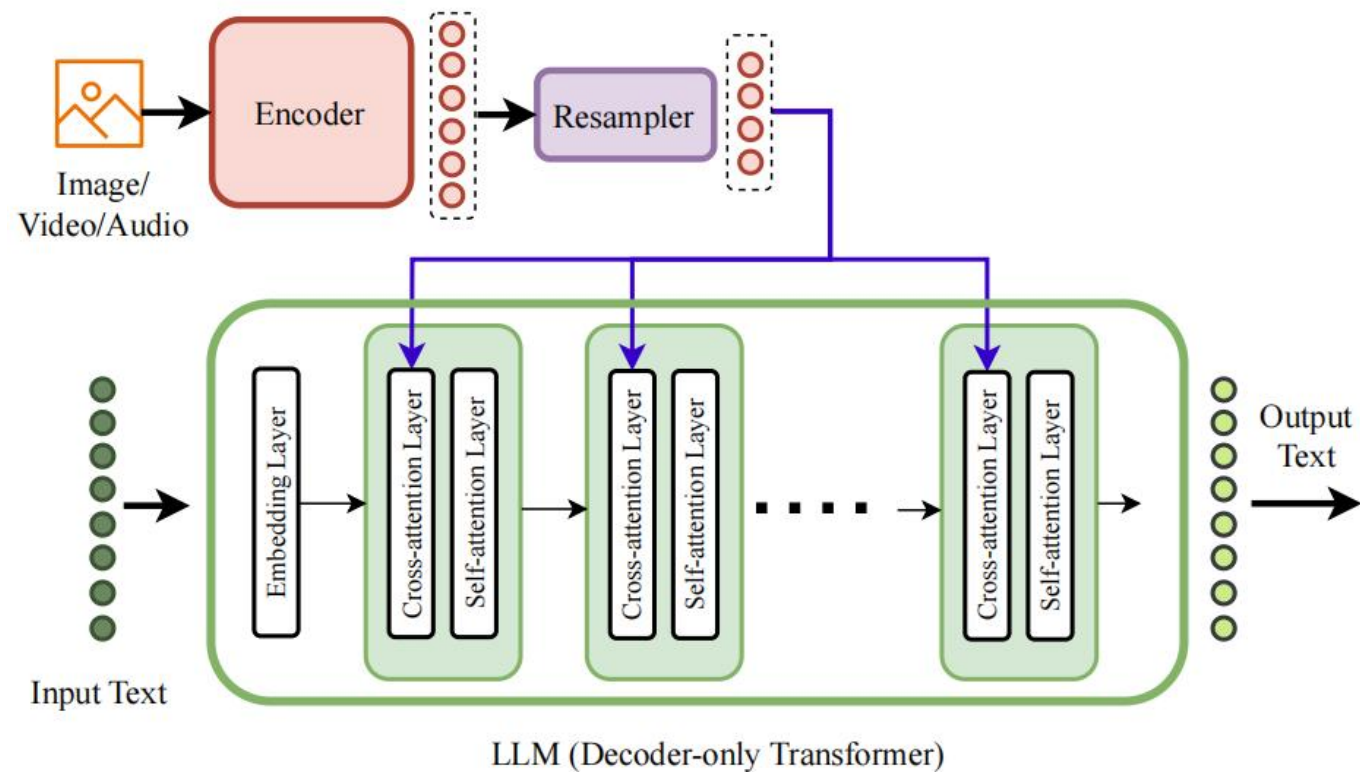 Encoder
Resampler
Image/
Video/Audio
Embedding Layer
Cross-attention Layer
Self-attention Layer
Cross-attention Layer
Self-attention Layer
Cross-attention Layer
Self-attention Layer
Output
Text
Input Text
LLM (Decoder-only Transformer)